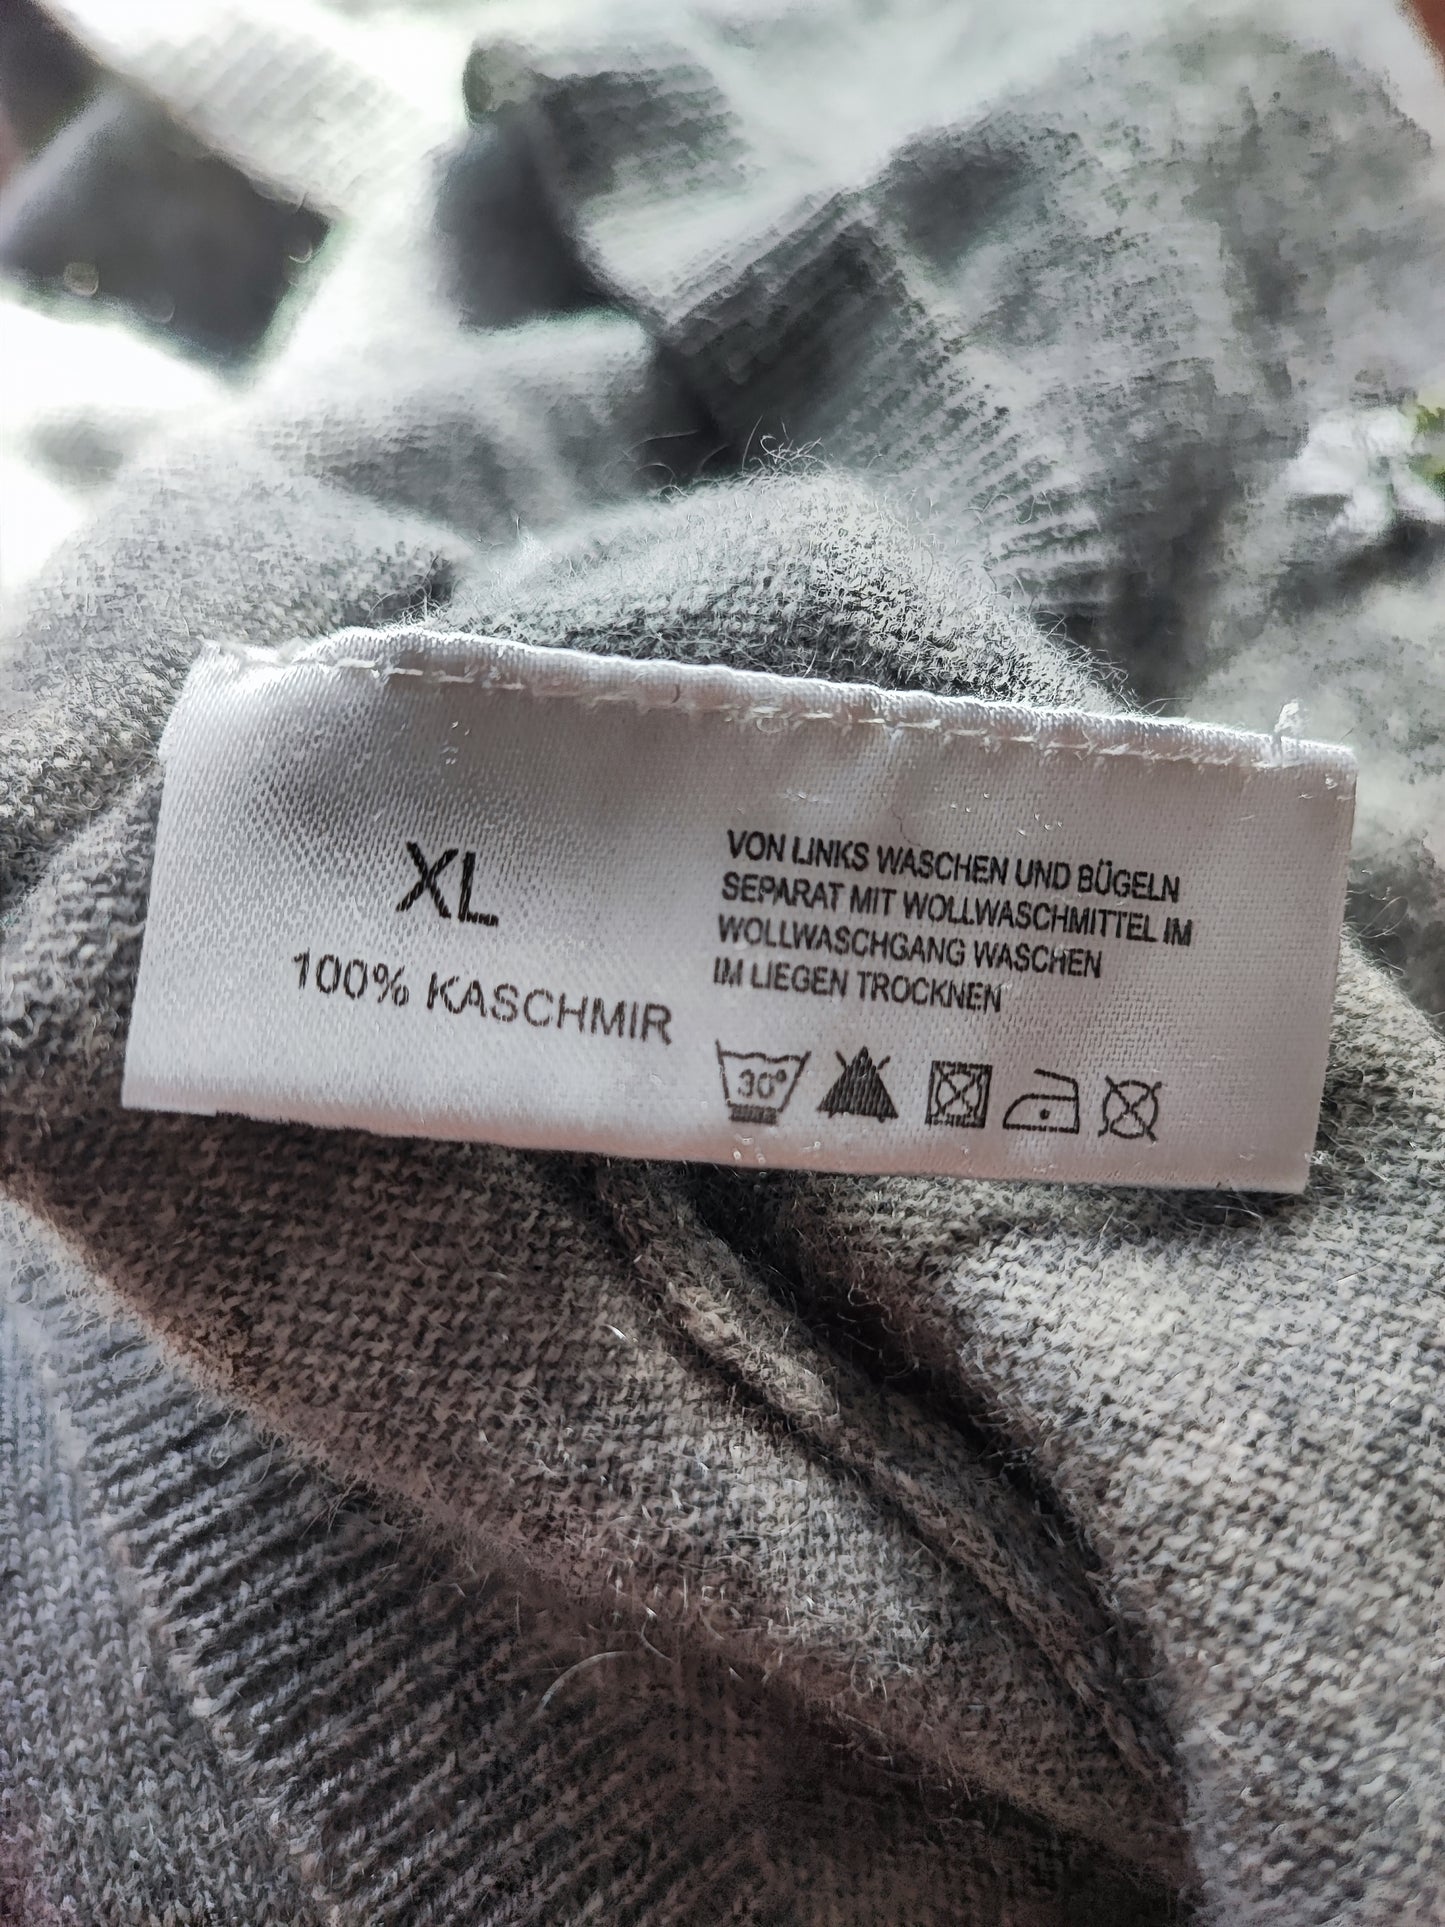 XL
100% KASCHMIR
VON LINKS WASCHEN UND BÜGELN
SEPARAT MIT WOLLWASCHMITTEL IM
WOLLWASCHGANG WASCHEN
IM LIEGEN TROCKNEN
30°